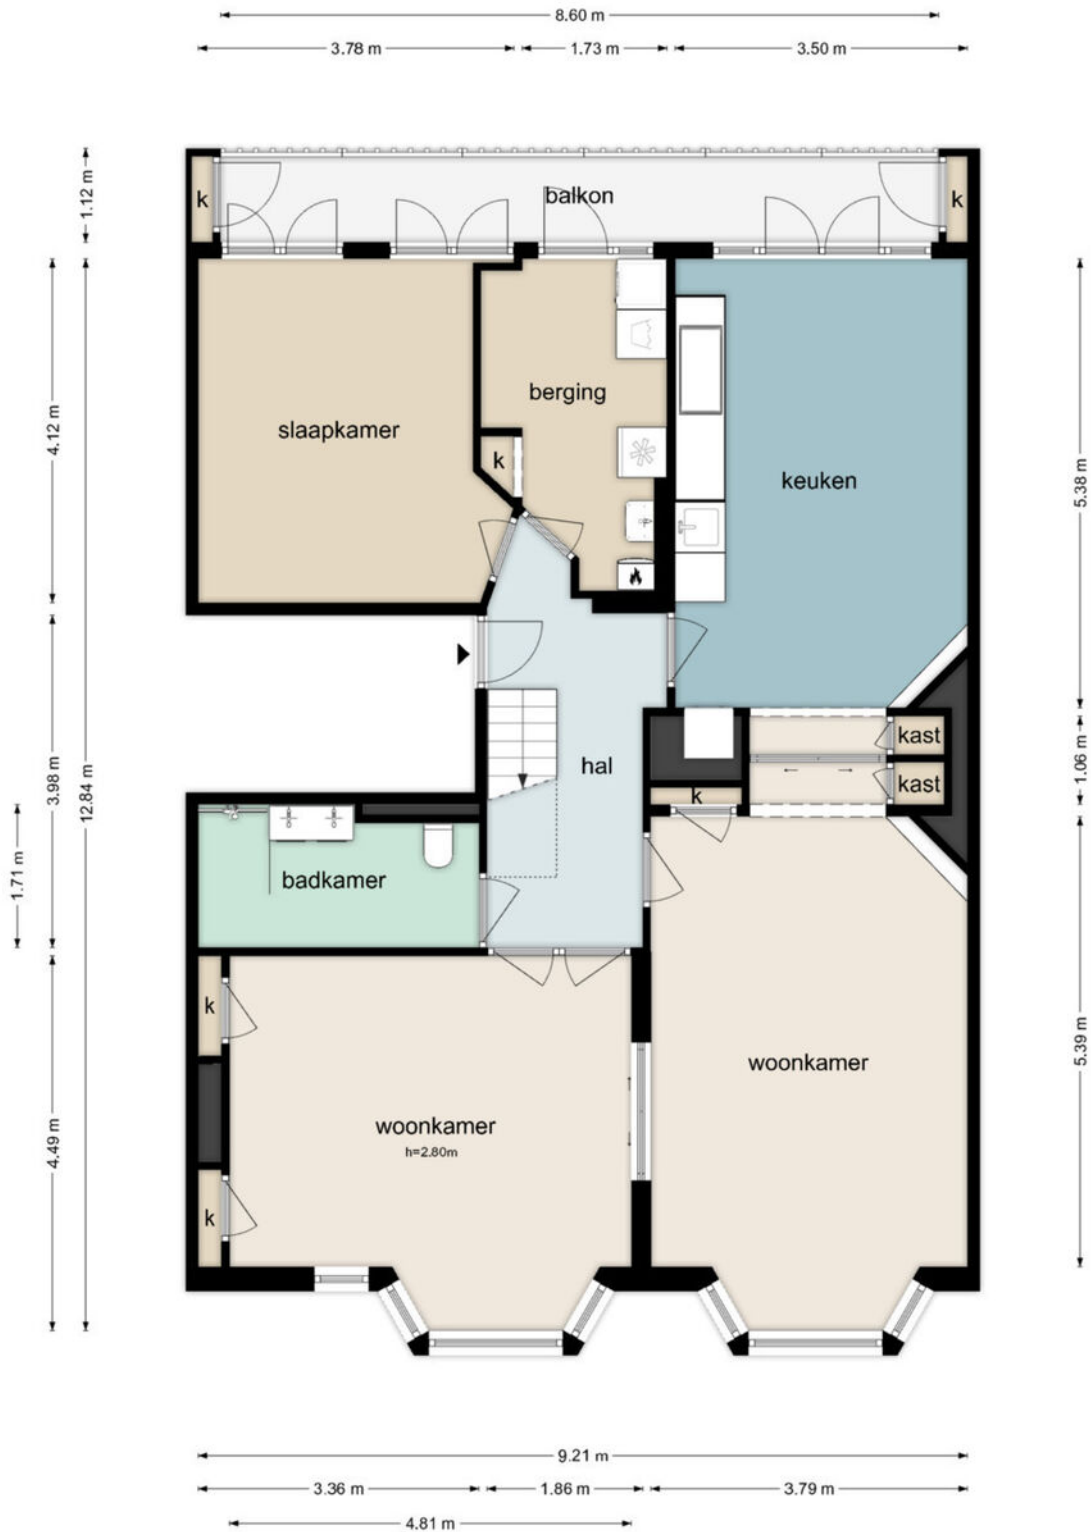 8.60 m
3.78 m 1.73 m 3.50 m
1.12 m
balkon
k k
4.12 m
12.84 m
5.38 m
slaapkamer
berging
k
keuken
3.98 m
1.06 m
hal
kast
kast
k
1.71 m
badkamer
4.49 m
5.39 m
k
woonkamer
woonkamer
h=2.80m
k
9.21 m
3.36 m 1.86 m 3.79 m
4.81 m